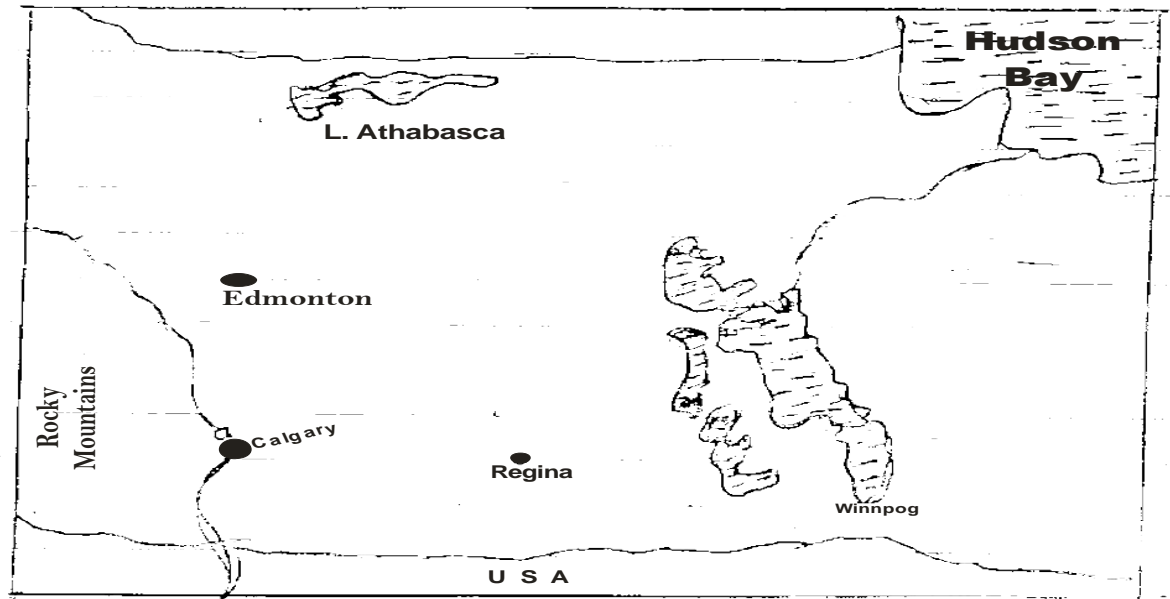 Hudson
Bay
L. Athabasca
Edmonton
Rocky
Mountains
Calgary
Regina
Winnpog
U S A